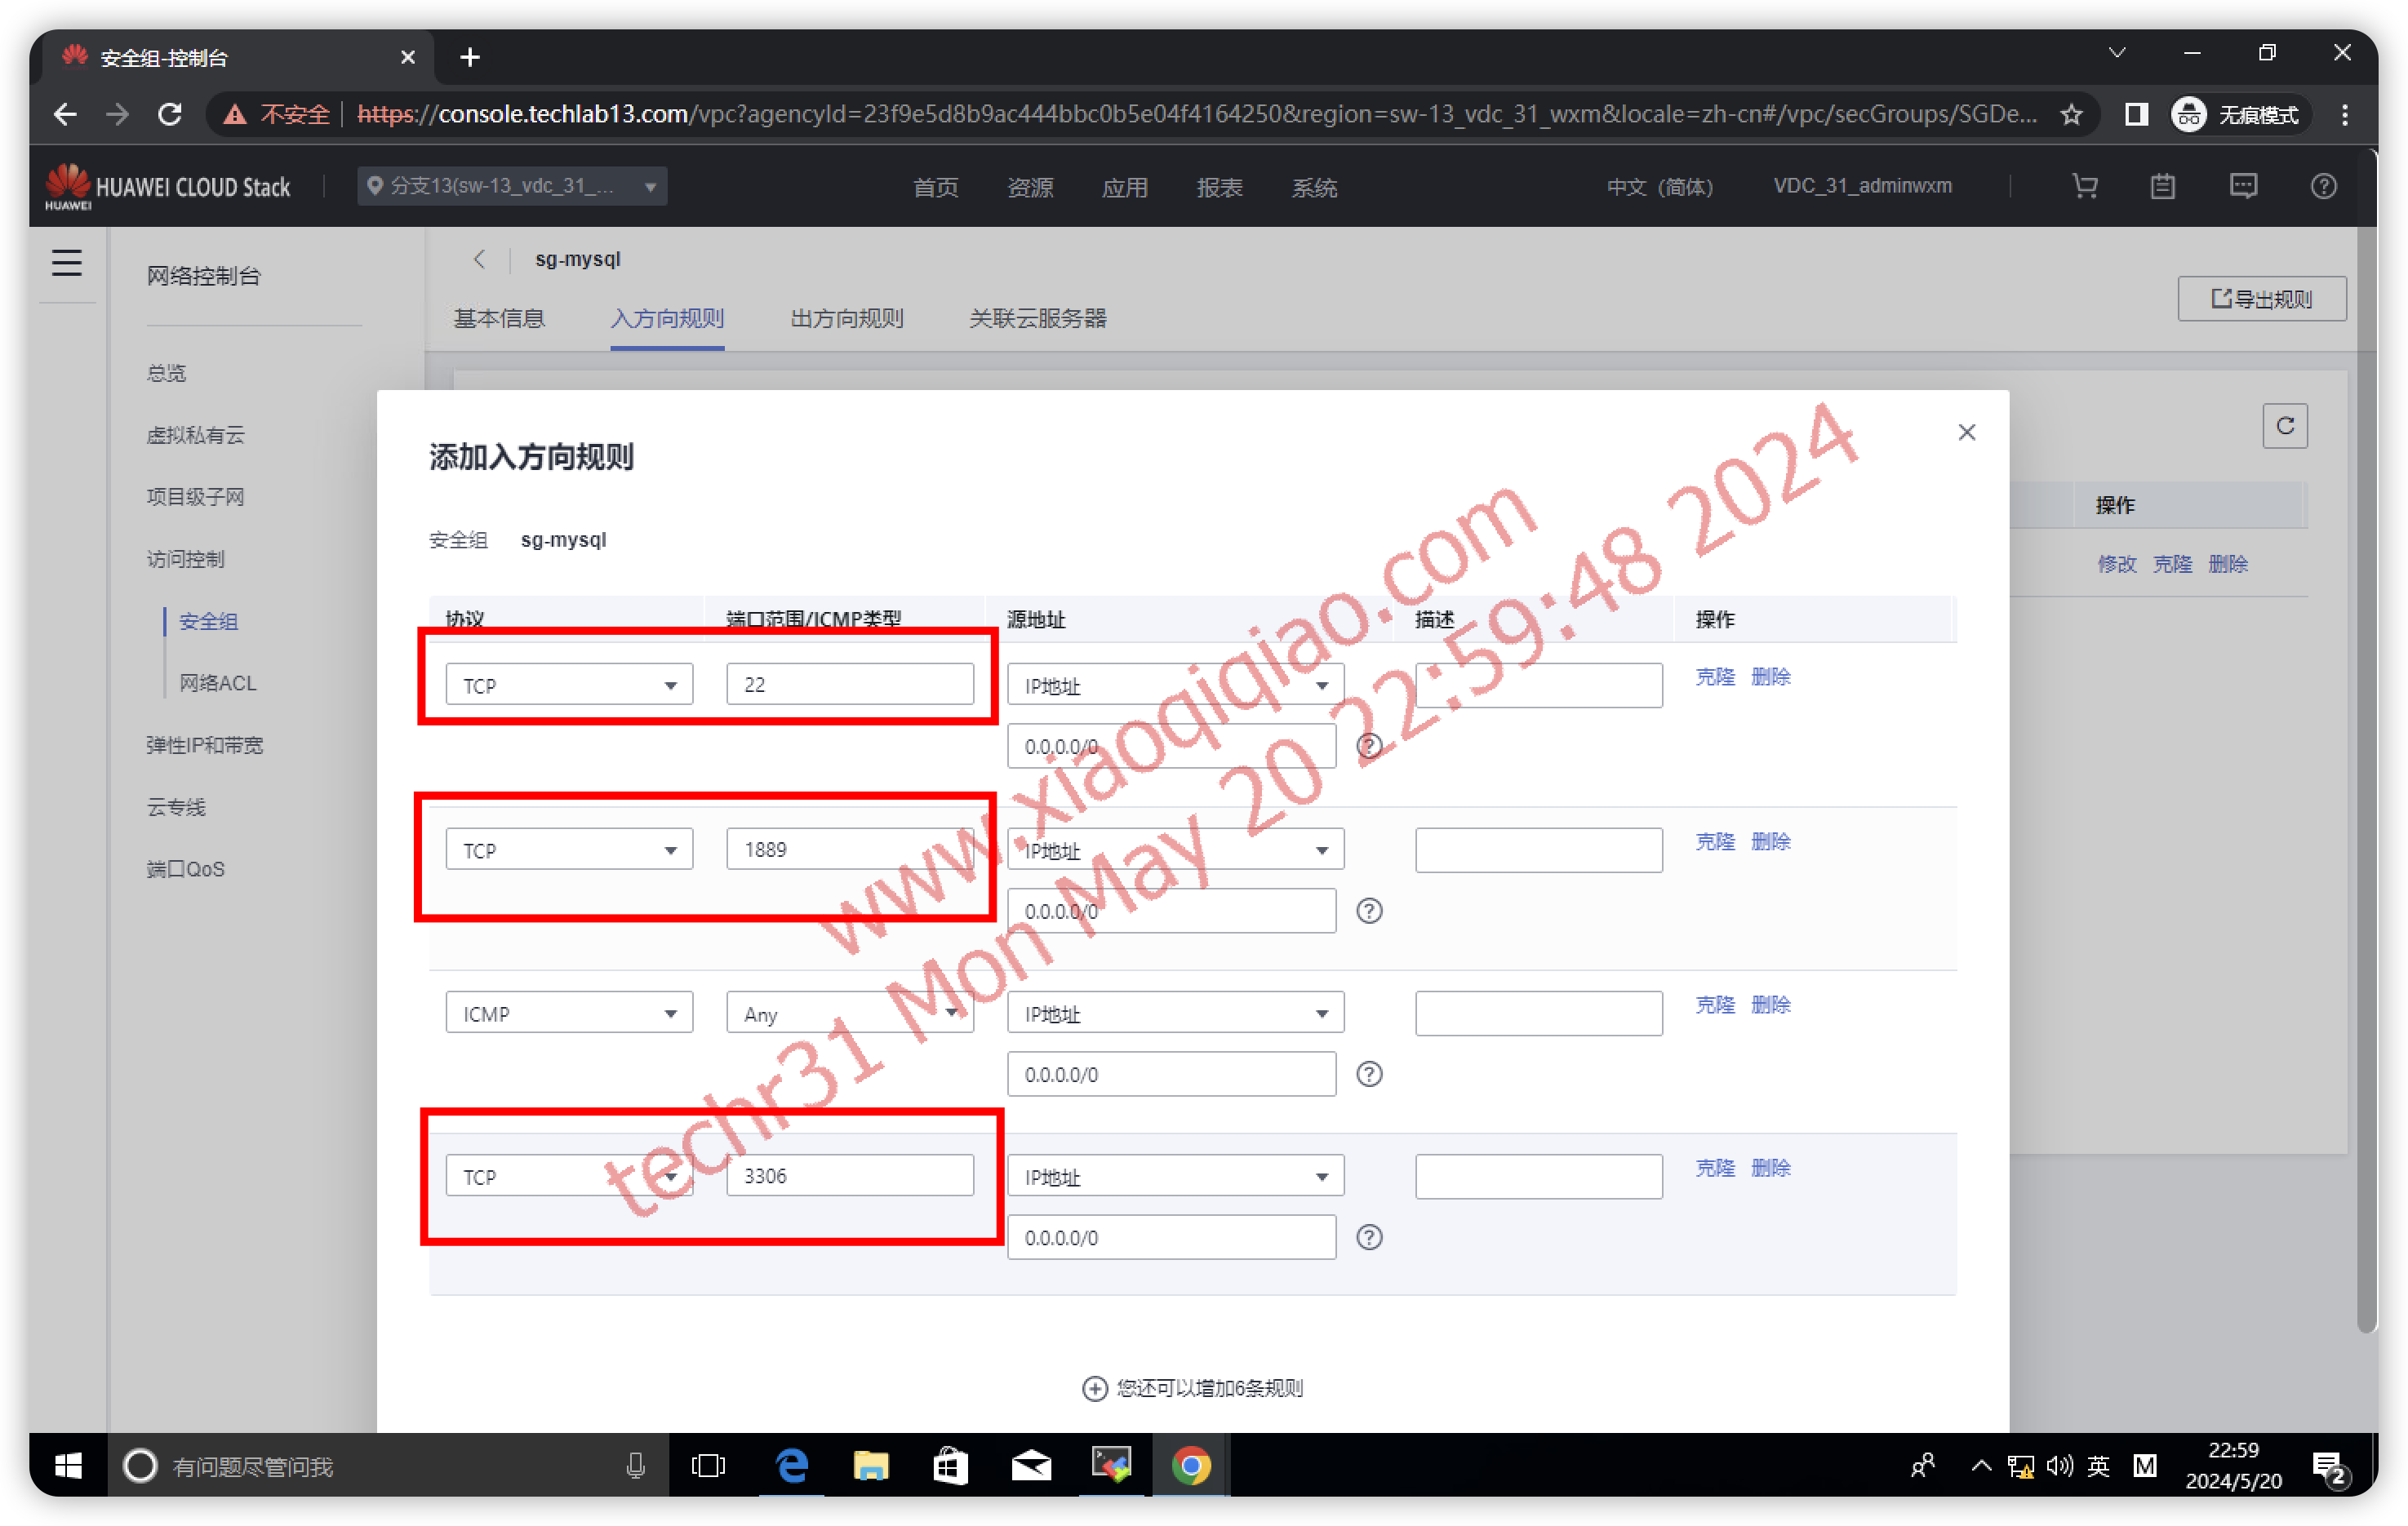 安全组-控制台
不安全 https://console.techlab13.com/vpc?agencyId=23f9e5d8b9ac444bbc0b5e04f4164250&region=sw-13_vdc_31_wxm&locale=zh-cn#/vpc/secGroups/SGDe... 无痕模式
HUAWEI
HUAWEI CLOUD Stack 分支13(sw-13_vdc_31_... 首页 资源 应用 报表 系统 中文（简体） VDC_31_adminwxm
网络控制台
总览
虚拟私有云
项目级子网
访问控制
安全组
网络ACL
弹性IP和带宽
云专线
端口QoS
sg-mysql
基本信息 入方向规则 出方向规则 关联云服务器
导出规则
操作
修改 克隆 删除
添加入方向规则
安全组 sg-mysql
协议 端口范围/ICMP类型 源地址 描述 操作
TCP 22 IP地址 克隆 删除
0.0.0.0/0
TCP 1889 IP地址 克隆 删除
0.0.0.0/0
ICMP Any IP地址 克隆 删除
0.0.0.0/0
TCP 3306 IP地址 克隆 删除
0.0.0.0/0
您还可以增加6条规则
www.xiaoqiqiao.com
techr31 Mon May 20 22:59:48 2024
有问题尽管问我
英 M
22:59
2024/5/20
2